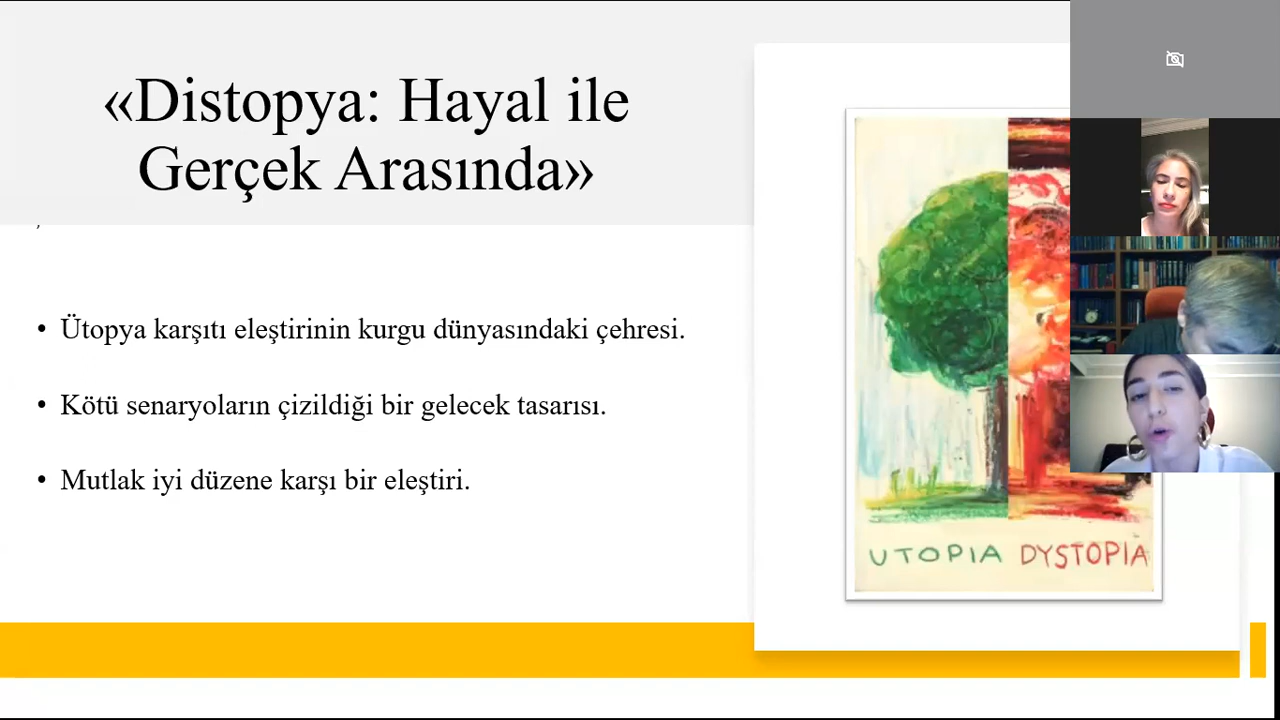 «Distopya: Hayal ile
Gerçek Arasında»
,
• Ütopya karşıtı eleştirinin kurgu dünyasındaki çehresi.
• Kötü senaryoların çizildiği bir gelecek tasarısı.
• Mutlak iyi düzene karşı bir eleştiri.
UTOPIA DYSTOPIA